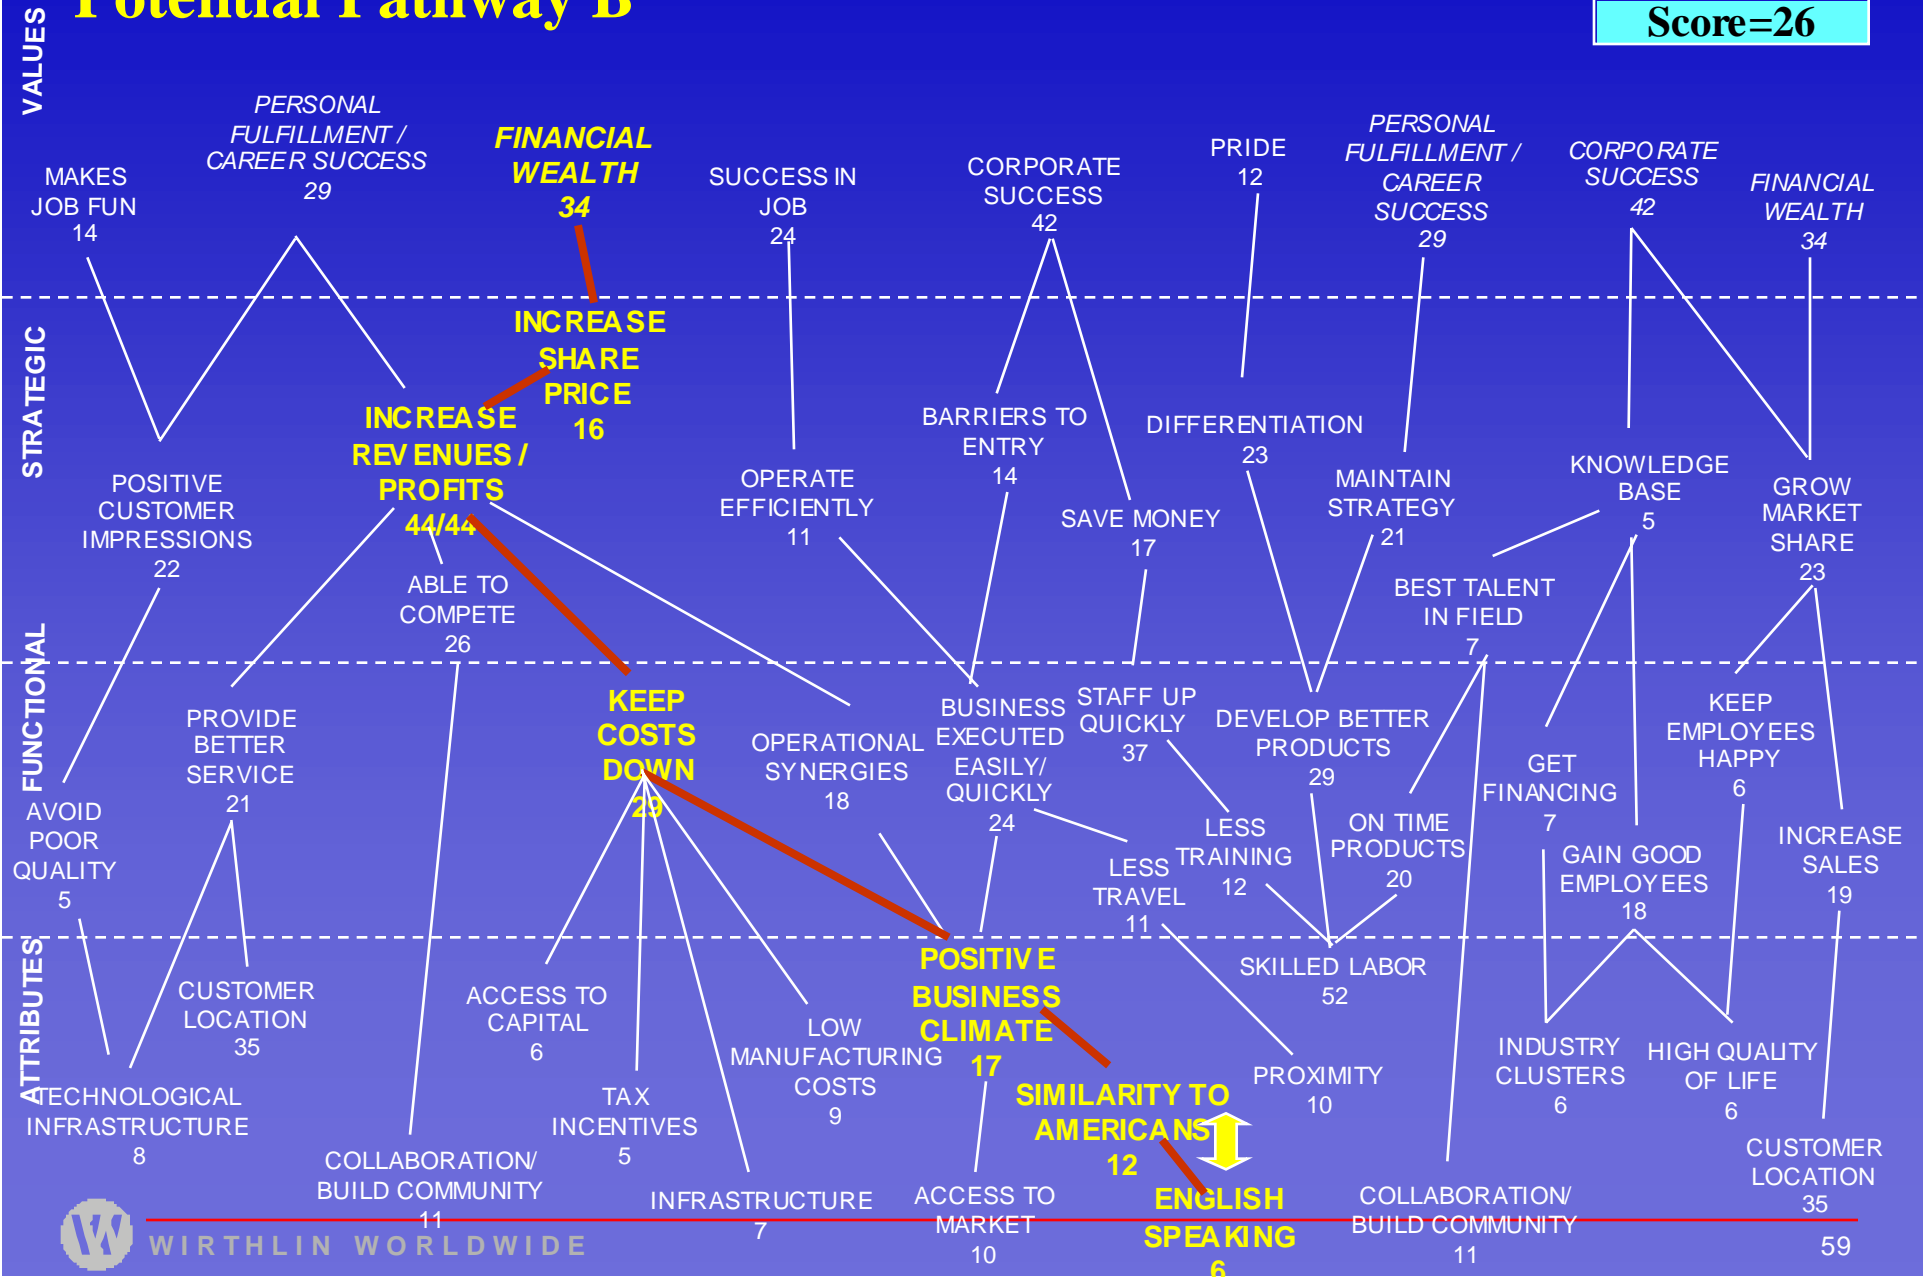 Potential Pathway B
Score=26
VALUES
PERSONAL
FULFILLMENT /
CAREER SUCCESS
29
FINANCIAL
WEALTH
34
MAKES
JOB FUN
14
SUCCESS IN
JOB
24
CORPORATE
SUCCESS
42
PRIDE
12
PERSONAL
FULFILLMENT /
CAREER
SUCCESS
29
CORPORATE
SUCCESS
42
FINANCIAL
WEALTH
34
STRATEGIC
INCREASE
SHARE
PRICE
16
INCREASE
REVENUES /
PROFITS
44/44
POSITIVE
CUSTOMER
IMPRESSIONS
22
ABLE TO
COMPETE
26
OPERATE
EFFICIENTLY
11
BARRIERS TO
ENTRY
14
SAVE MONEY
17
DIFFERENTIATION
23
MAINTAIN
STRATEGY
21
KNOWLEDGE
BASE
5
BEST TALENT
IN FIELD
7
GROW
MARKET
SHARE
23
FUNCTIONAL
AVOID
POOR
QUALITY
5
PROVIDE
BETTER
SERVICE
21
KEEP
COSTS
DOWN
29
OPERATIONAL
SYNERGIES
18
BUSINESS
EXECUTED
EASILY/
QUICKLY
24
STAFF UP
QUICKLY
37
LESS
TRAVEL
11
LESS
TRAINING
12
DEVELOP BETTER
PRODUCTS
29
ON TIME
PRODUCTS
20
GET
FINANCING
7
GAIN GOOD
EMPLOYEES
18
KEEP
EMPLOYEES
HAPPY
6
INCREASE
SALES
19
ATTRIBUTES
TECHNOLOGICAL
INFRASTRUCTURE
8
CUSTOMER
LOCATION
35
COLLABORATION/
BUILD COMMUNITY
11
ACCESS TO
CAPITAL
6
TAX
INCENTIVES
5
INFRASTRUCTURE
7
LOW
MANUFACTURING
COSTS
9
POSITIVE
BUSINESS
CLIMATE
17
ACCESS TO
MARKET
10
SIMILARITY TO
AMERICANS
12
ENGLISH
SPEAKING
6
PROXIMITY
10
SKILLED LABOR
52
COLLABORATION/
BUILD COMMUNITY
11
INDUSTRY
CLUSTERS
6
HIGH QUALITY
OF LIFE
6
CUSTOMER
LOCATION
35
W
WIRTHLIN WORLDWIDE
59